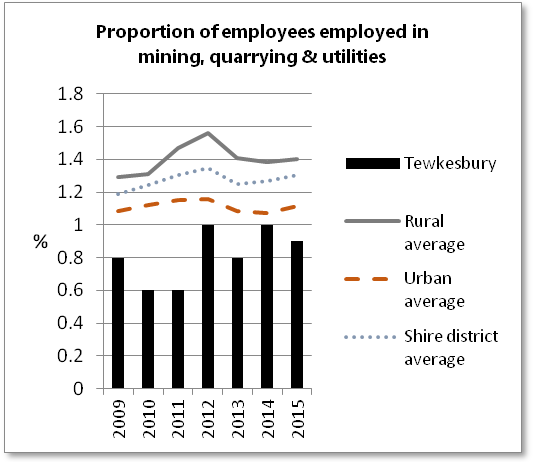 Proportion of employees employed in
mining, quarrying & utilities
1.8
1.6
1.4
1.2
1
0.8
0.6
0.4
0.2
0
%
2009
2010
2011
2012
2013
2014
2015
Tewkesbury
Rural
average
Urban
average
Shire district
average